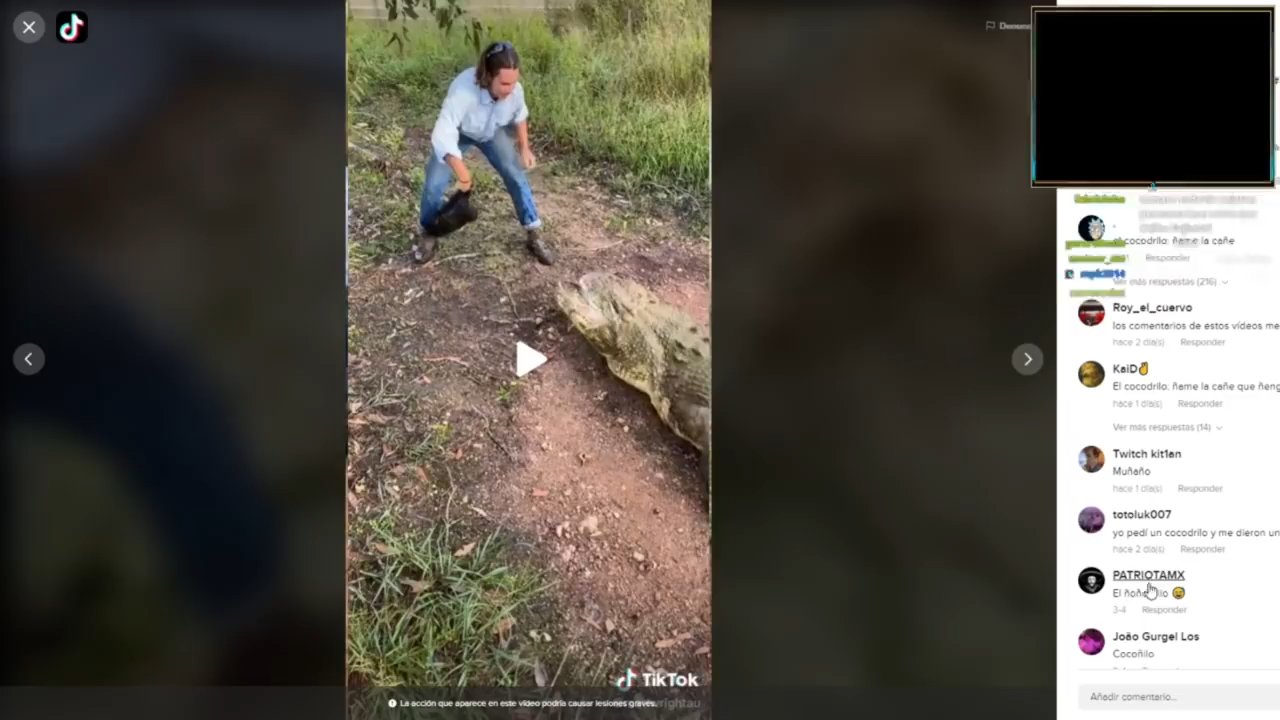 el cocodrilo: ñame la cañe
Responder
Ver más respuestas (216)
Roy_el_cuervo
los comentarios de estos vídeos me
hace 2 día(s) Responder
KaiD✌
El cocodrilo: ñame la cañe que ñeng
hace 1 día(s) Responder
Ver más respuestas (14)
Twitch kit1an
Muñaño
hace 1 día(s) Responder
totoluk007
yo pedí un cocodrilo y me dieron un
hace 2 día(s) Responder
PATRIOTAMX
El
3-4 Responder
João Gurgel Los
Cocoñilo
Añadir comentario...
TikTok
La acción que aparece en este vídeo podría causar lesiones graves.